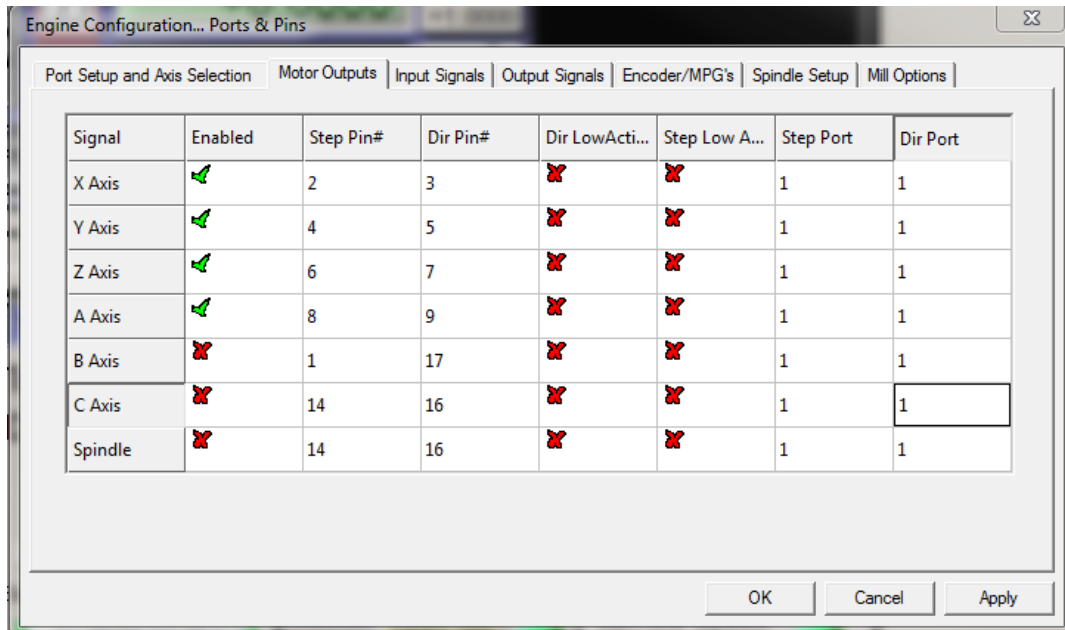 Engine Configuration... Ports & Pins
Port Setup and Axis Selection Motor Outputs Input Signals Output Signals Encoder/MPG's Spindle Setup Mill Options
Signal Enabled Step Pin# Dir Pin# Dir LowActi... Step Low A... Step Port Dir Port
X Axis 2 3 1 1
Y Axis 4 5 1 1
Z Axis 6 7 1 1
A Axis 8 9 1 1
B Axis 1 17 1 1
C Axis 14 16 1 1
Spindle 14 16 1 1
OK Cancel Apply